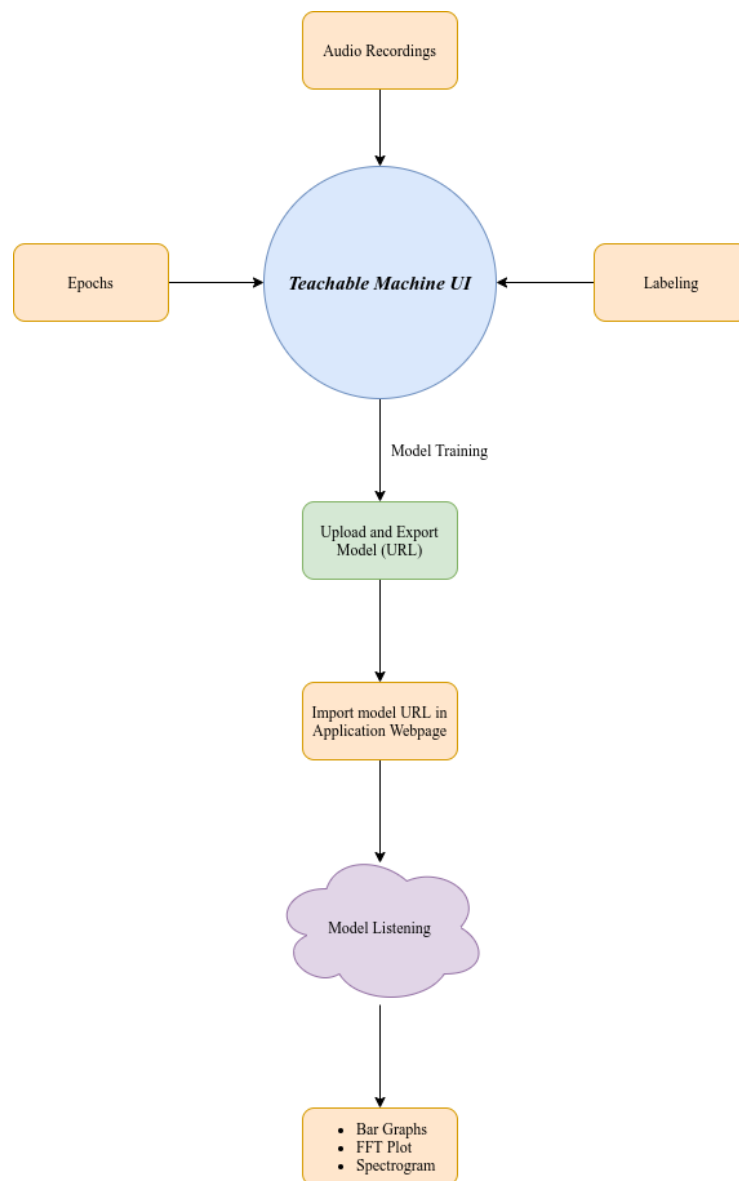 Audio Recordings
Epochs
Teachable Machine UI
Labeling
Model Training
Upload and Export
Model (URL)
Import model URL in
Application Webpage
Model Listening
• Bar Graphs
• FFT Plot
• Spectrogram